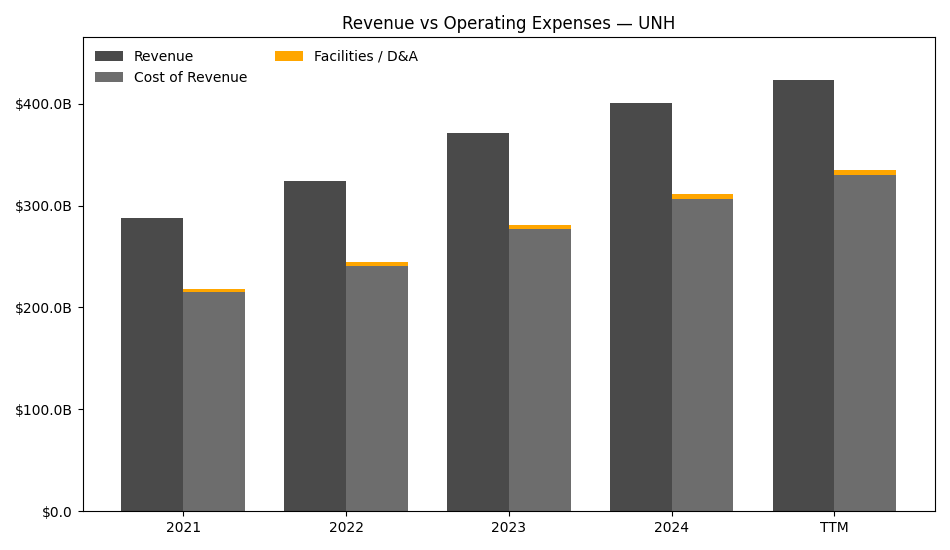 Revenue vs Operating Expenses — UNH
Revenue
Cost of Revenue
Facilities / D&A
$400.0B
$300.0B
$200.0B
$100.0B
$0.0
2021
2022
2023
2024
TTM